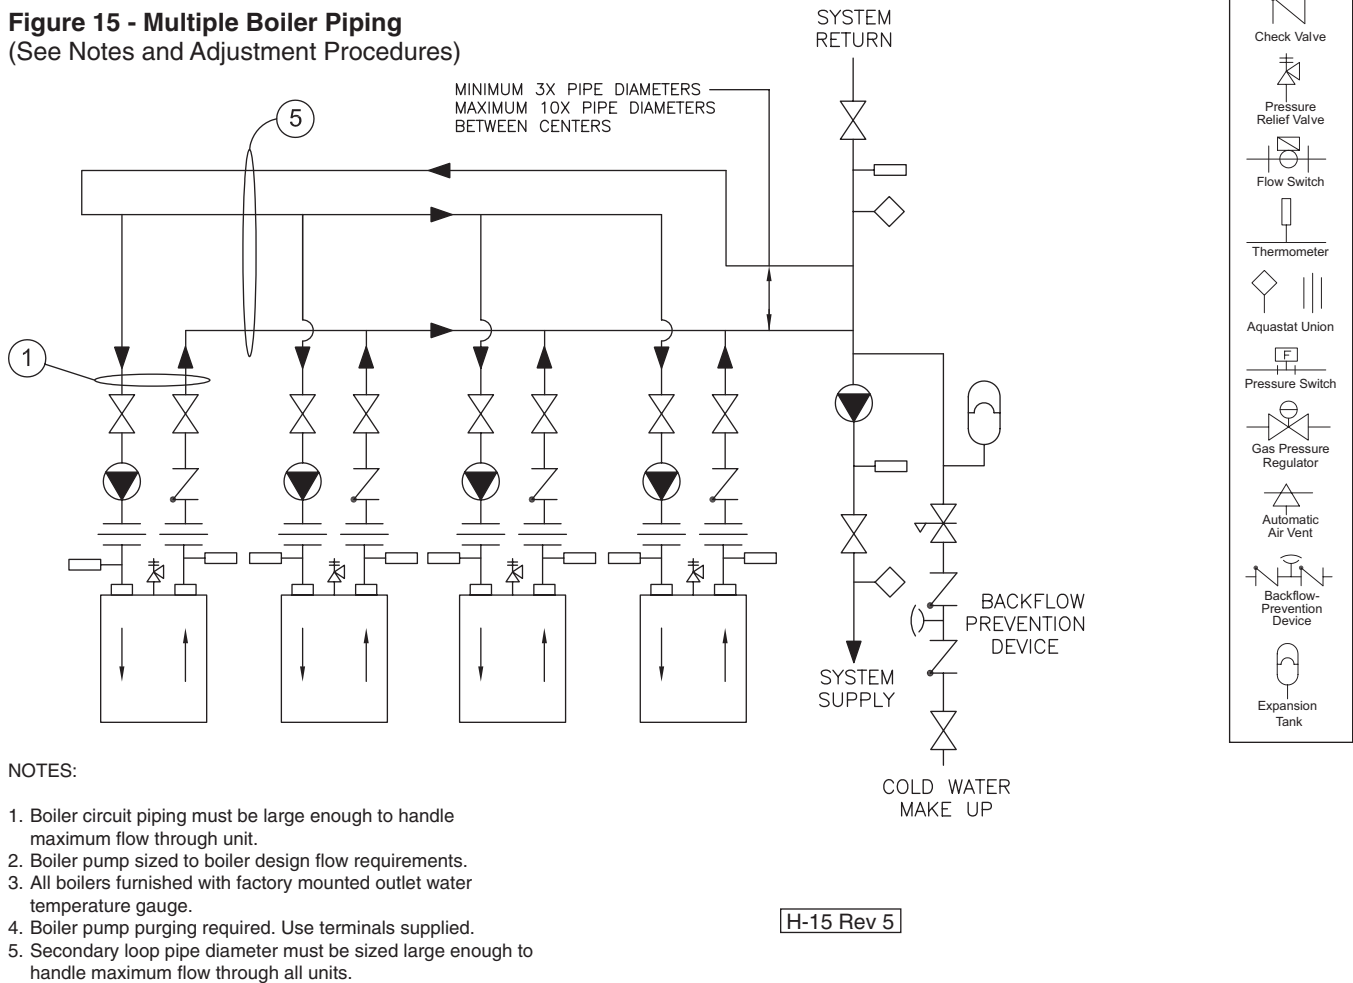 Figure 15 - Multiple Boiler Piping
(See Notes and Adjustment Procedures)
SYSTEM
RETURN
MINIMUM 3X PIPE DIAMETERS
MAXIMUM 10X PIPE DIAMETERS
BETWEEN CENTERS
5
1
BACKFLOW
PREVENTION
DEVICE
SYSTEM
SUPPLY
COLD WATER
MAKE UP
Check Valve
Pressure
Relief Valve
Flow Switch
Thermometer
Aquastat Union
F
Pressure Switch
Gas Pressure
Regulator
Automatic
Air Vent
Backflow-
Prevention
Device
Expansion
Tank
NOTES:
1. Boiler circuit piping must be large enough to handle
maximum flow through unit.
2. Boiler pump sized to boiler design flow requirements.
3. All boilers furnished with factory mounted outlet water
temperature gauge.
4. Boiler pump purging required. Use terminals supplied.
5. Secondary loop pipe diameter must be sized large enough to
handle maximum flow through all units.
H-15 Rev 5